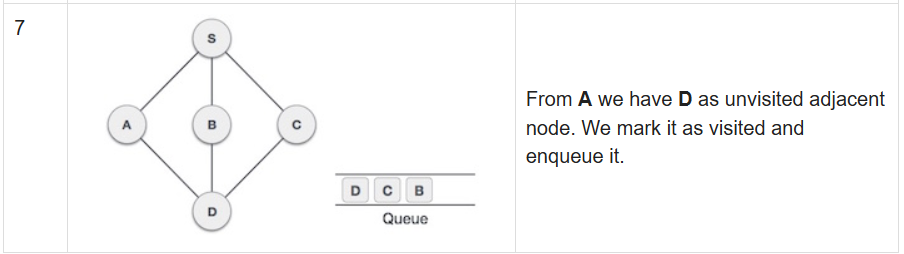 7
S
A
B
C
D
D C B
Queue
From A we have D as unvisited adjacent
node. We mark it as visited and
enqueue it.